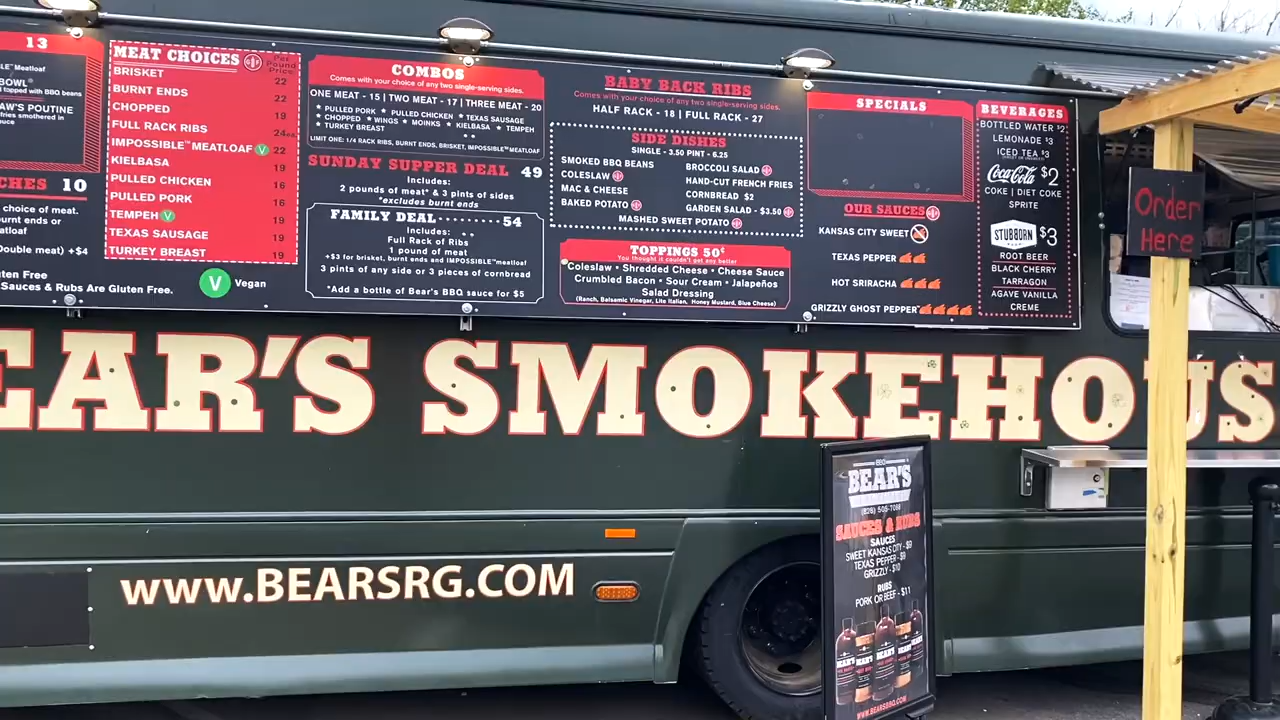 13
Meatloaf
BOWL
topped with BBQ beans
AW'S POUTINE
fries smothered in
10
choice of meat.
burnt ends or
+$4
Sauces & Rubs Are Gluten Free.
MEAT CHOICES GF Per Pound Price
BRISKET 22
BURNT ENDS 22
CHOPPED 19
FULL RACK RIBS 24ea.
IMPOSSIBLE™ MEATLOAF V 22
KIELBASA 19
PULLED CHICKEN 16
PULLED PORK 16
TEMPEH V 19
TEXAS SAUSAGE 19
TURKEY BREAST 19
V Vegan
COMBOS
Comes with your choice of any two single-serving sides.
ONE MEAT - 15 | TWO MEAT - 17 | THREE MEAT - 20
★ PULLED PORK ★ PULLED CHICKEN ★ TEXAS SAUSAGE
★ CHOPPED ★ WINGS ★ MOINKS ★ KIELBASA ★ TEMPEH
★ TURKEY BREAST
LIMIT ONE: 1/4 RACK RIBS, BURNT ENDS, BRISKET, IMPOSSIBLE™MEATLOAF
SUNDAY SUPPER DEAL 49
Includes:
2 pounds of meat* & 3 pints of sides
*excludes burnt ends
FAMILY DEAL........ 54
Includes:
Full Rack of Ribs
1 pound of meat
+$3 for brisket, burnt ends and IMPOSSIBLE™meatloaf
3 pints of any side or 3 pieces of cornbread
*Add a bottle of Bear's BBQ sauce for $5
BABY BACK RIBS
Comes with your choice of any two single-serving sides.
HALF RACK - 18 | FULL RACK - 27
SIDE DISHES
SINGLE - 3.50 PINT - 6.25
SMOKED BBQ BEANS
COLESLAW
MAC & CHEESE
BAKED POTATO
BROCCOLI SALAD
HAND-CUT FRENCH FRIES
CORNBREAD $2
GARDEN SALAD - $3.50
MASHED SWEET POTATO
TOPPINGS 50¢
You thought it couldn't get any better
Coleslaw • Shredded Cheese • Cheese Sauce
Crumbled Bacon • Sour Cream • Jalapeños
Salad Dressing
(Ranch, Balsamic Vinegar, Lite Italian, Honey Mustard, Blue Cheese)
SPECIALS
OUR SAUCES
KANSAS CITY SWEET
TEXAS PEPPER
HOT SRIRACHA
GRIZZLY GHOST PEPPER
BEVERAGES
BOTTLED WATER $2
LEMONADE $3
ICED TEA $3
Coca-Cola $2
COKE | DIET COKE
SPRITE
STUBBORN $3
ROOT BEER
BLACK CHERRY
TARRAGON
AGAVE VANILLA
CREME
Order
Here
EAR'S SMOKEHOUS
WWW.BEARSRG.COM
BBQ
BEAR'S
SAUCES & RUBS
SAUCES
SWEET KANSAS CITY - $9
TEXAS PEPPER - $9
GRIZZLY - $10
RUBS
PORK OR BEEF - $11